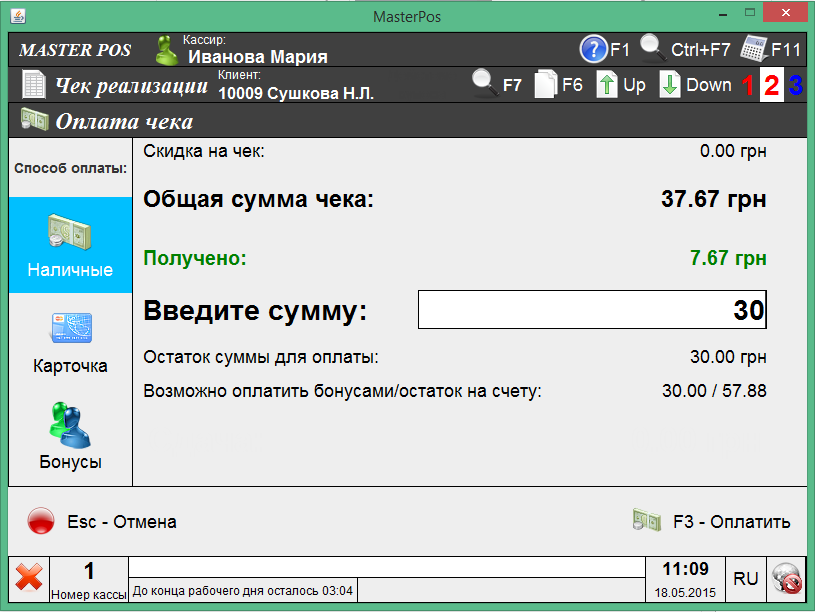 MasterPos
MASTER POS
Кассир:
Иванова Мария
F1
Ctrl+F7
F11
Чек реализации
Клиент:
10009 Сушкова Н.Л.
F7
F6
Up
Down
1
2
3
Оплата чека
Способ оплаты:
Наличные
Карточка
Бонусы
Скидка на чек: 0.00 грн
Общая сумма чека: 37.67 грн
Получено: 7.67 грн
Введите сумму: 30
Остаток суммы для оплаты: 30.00 грн
Возможно оплатить бонусами/остаток на счету: 30.00 / 57.88
Esc - Отмена
F3 - Оплатить
1
Номер кассы
До конца рабочего дня осталось 03:04
11:09
18.05.2015
RU